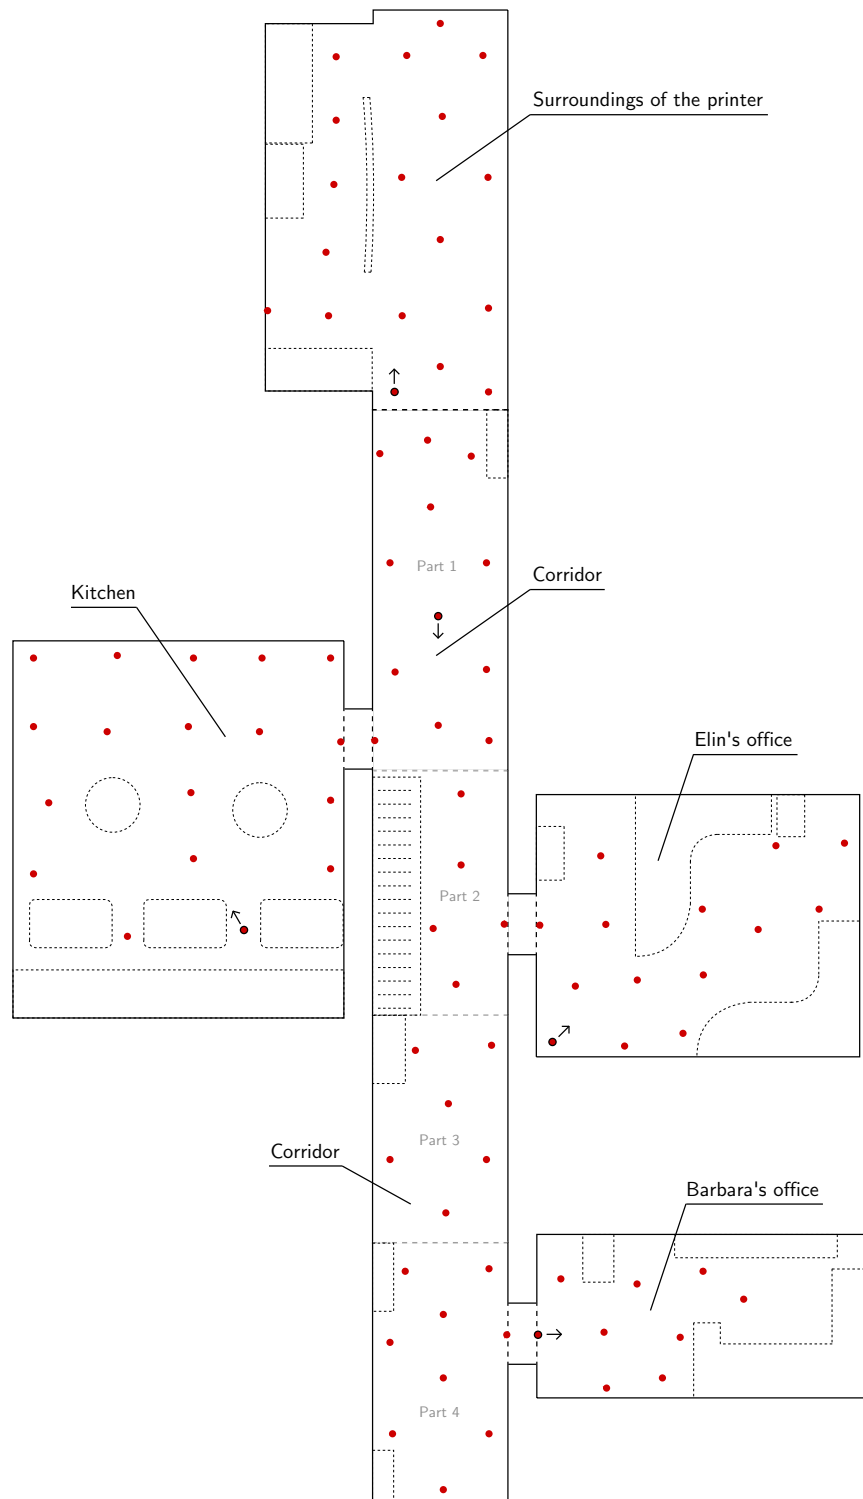 Surroundings of the printer
Part 1
Corridor
Kitchen
Elin's office
Part 2
Part 3
Corridor
Barbara's office
Part 4